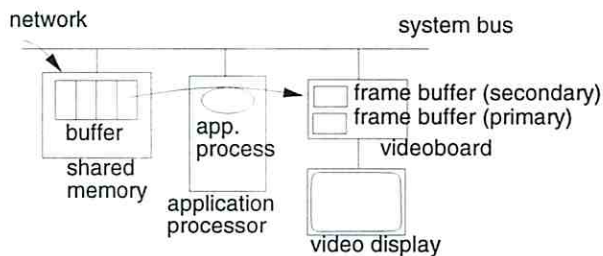 network
system bus
buffer
shared
memory
app.
process
application
processor
frame buffer (secondary)
frame buffer (primary)
videoboard
video display